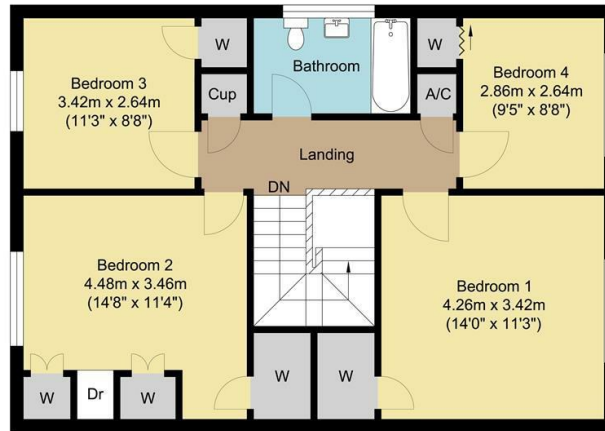 W
Bathroom
W
Bedroom 3
3.42m x 2.64m
(11'3" x 8'8")
Cup
A/C
Bedroom 4
2.86m x 2.64m
(9'5" x 8'8")
Landing
DN
Bedroom 2
4.48m x 3.46m
(14'8" x 11'4")
Bedroom 1
4.26m x 3.42m
(14'0" x 11'3")
W
Dr
W
W
W